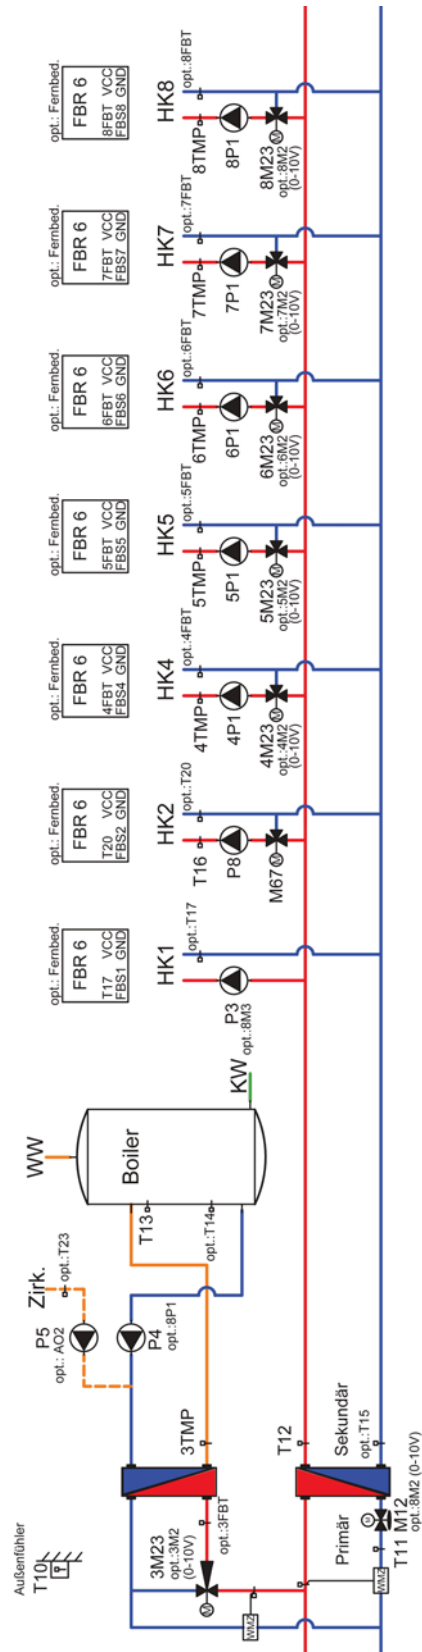 Außenfühler
T10
3M23
opt.:3M2
(0-10V)
M
WMZ
opt.:3FBT
3TMP
Primär
Sekundär
WMZ
T11
M12
opt.:8M2 (0-10V)
M
T12
opt.:T15
P5
opt.: AO2
Zirk.
opt.:T23
P4
opt.:8P1
WW
Boiler
T13
opt.:T14
KW
opt.: Fernbed.
FBR 6
T17 VCC
FBS1 GND
HK1
opt.:T17
P3
opt.:8M3
opt.: Fernbed.
FBR 6
T20 VCC
FBS2 GND
HK2
opt.:T20
T16
P8
M67
M
opt.: Fernbed.
FBR 6
4FBT VCC
FBS4 GND
HK4
opt.:4FBT
4TMP
4P1
4M23
opt.:4M2
(0-10V)
M
opt.: Fernbed.
FBR 6
5FBT VCC
FBS5 GND
HK5
opt.:5FBT
5TMP
5P1
5M23
opt.:5M2
(0-10V)
M
opt.: Fernbed.
FBR 6
6FBT VCC
FBS6 GND
HK6
opt.:6FBT
6TMP
6P1
6M23
opt.:6M2
(0-10V)
M
opt.: Fernbed.
FBR 6
7FBT VCC
FBS7 GND
HK7
opt.:7FBT
7TMP
7P1
7M23
opt.:7M2
(0-10V)
M
opt.: Fernbed.
FBR 6
8FBT VCC
FBS8 GND
HK8
opt.:8FBT
8TMP
8P1
8M23
opt.:8M2
(0-10V)
M